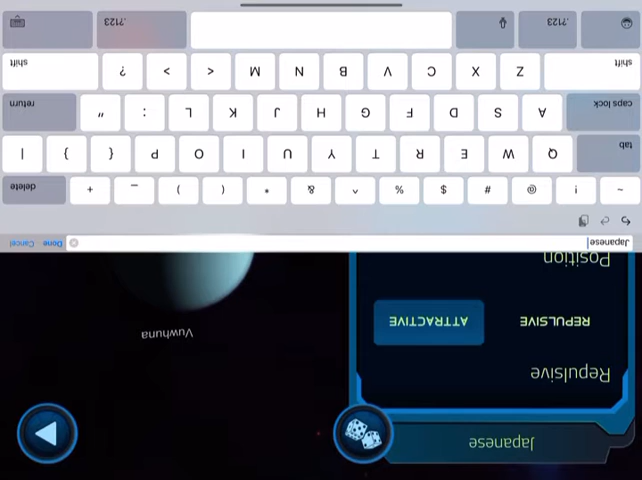 Japanese
Repulsive
REPULSIVE ATTRACTIVE
Vuwhuna
Position
Japanese Done Cancel
~ ! @ # $ % ^ & * ( ) _ + delete
tab Q W E R T Y U I O P { } |
caps lock A S D F G H J K L : " return
shift Z X C V B N M < > ? shift
.?123 .?123